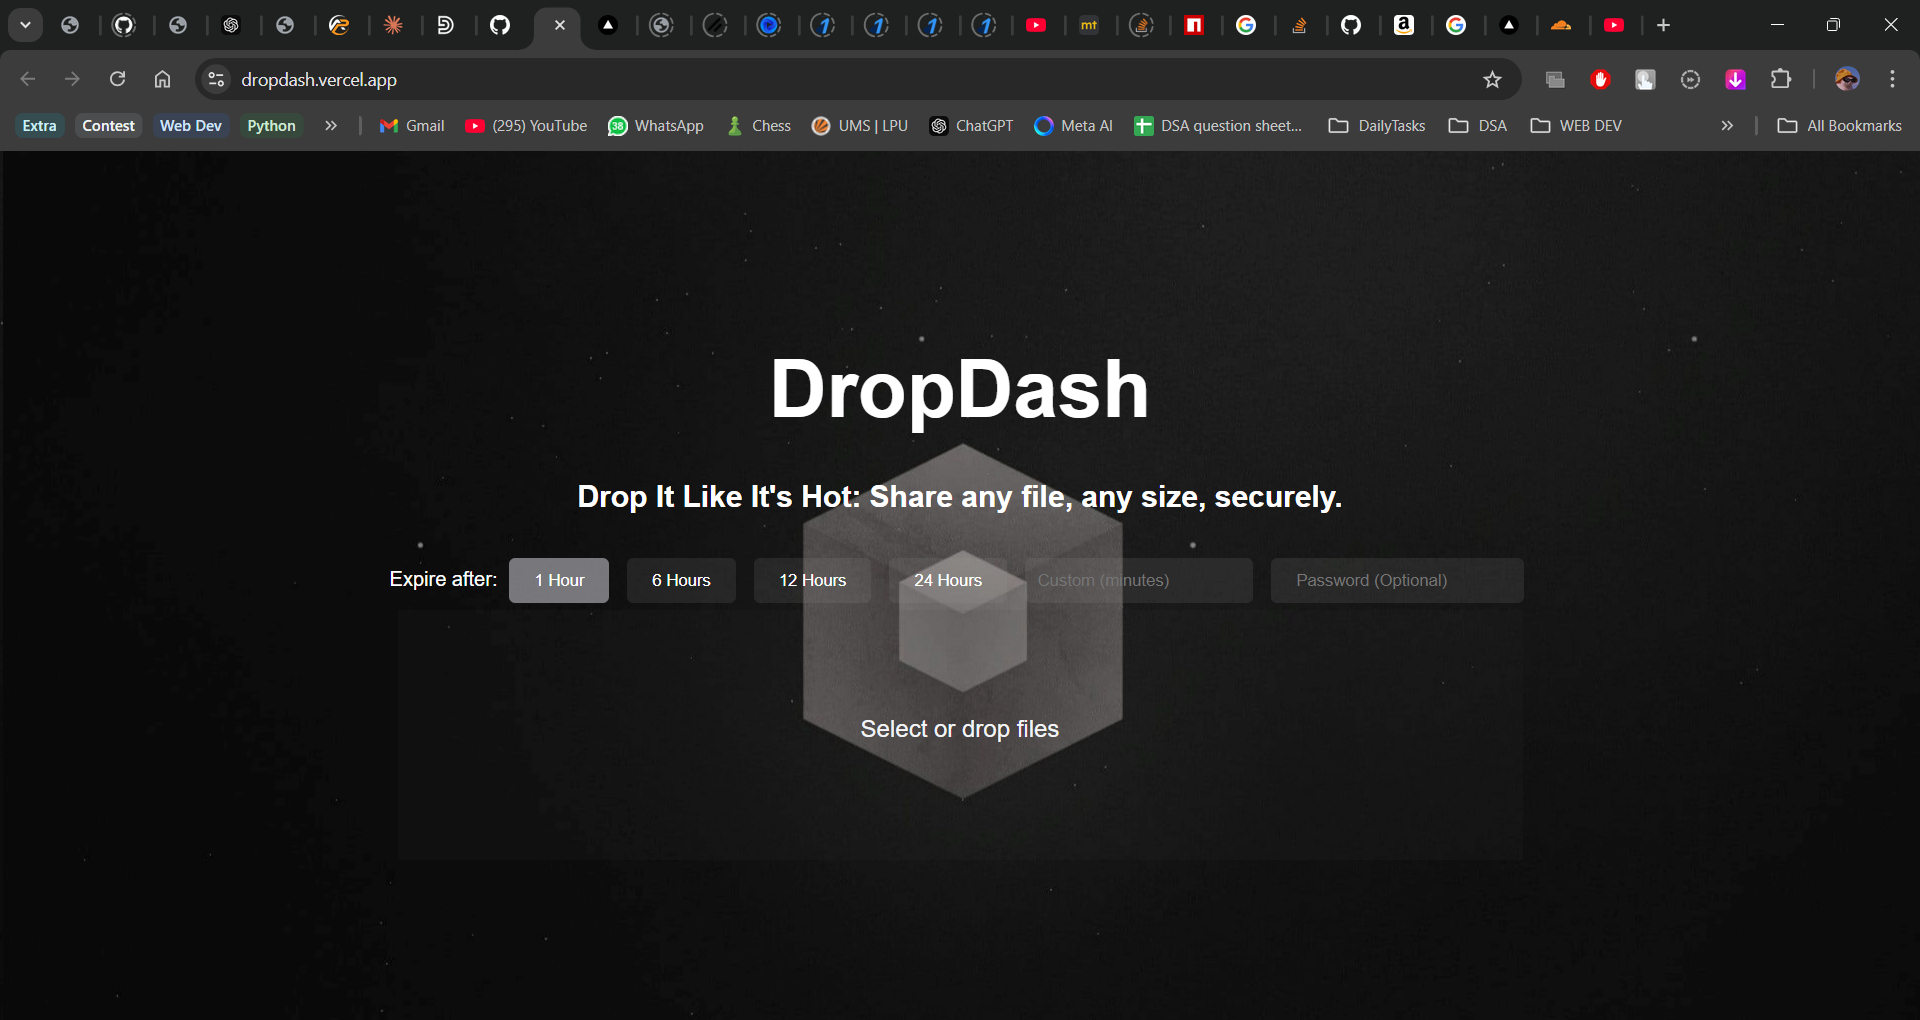 mt
dropdash.vercel.app
Extra Contest Web Dev Python Gmail (295) YouTube 38 WhatsApp Chess UMS | LPU ChatGPT Meta AI DSA question sheet... DailyTasks DSA WEB DEV All Bookmarks
DropDash
Drop It Like It's Hot: Share any file, any size, securely.
Expire after: 1 Hour 6 Hours 12 Hours 24 Hours Custom (minutes) Password (Optional)
Select or drop files